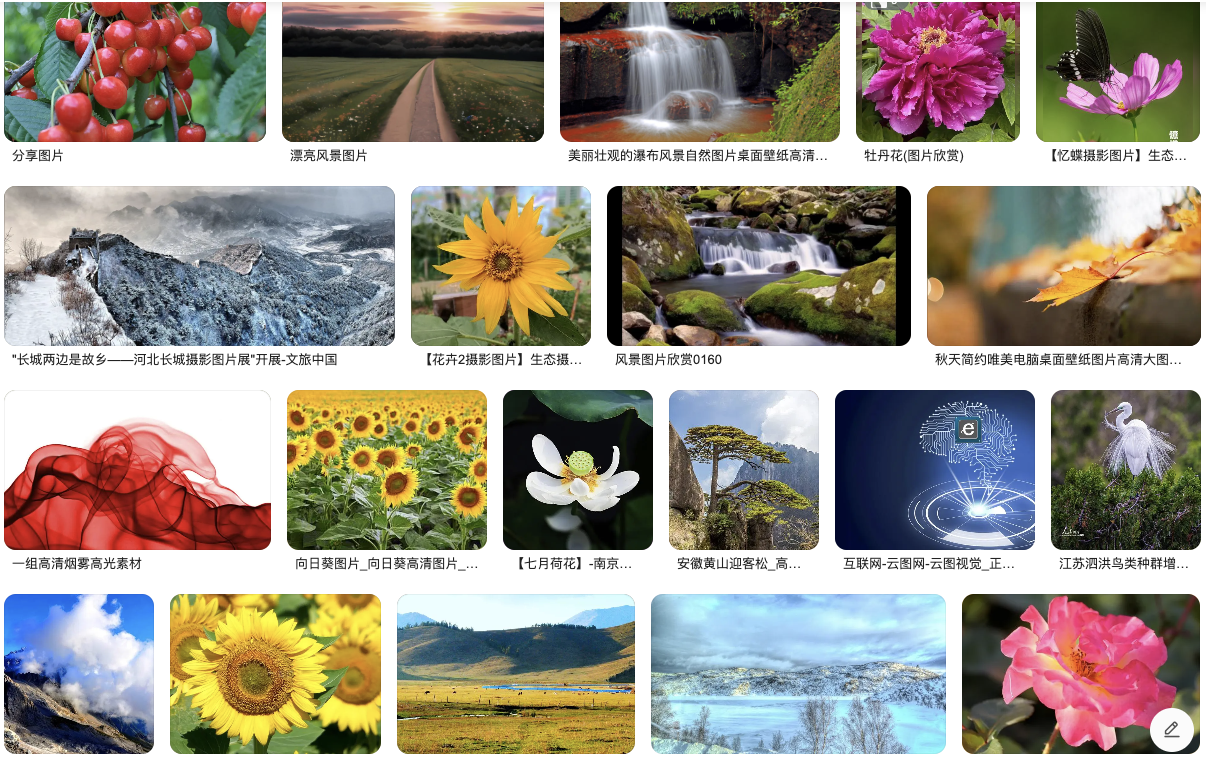 分享图片
漂亮风景图片
美丽壮观的瀑布风景自然图片桌面壁纸高清...
牡丹花(图片欣赏)
【忆蝶摄影图片】生态...
"长城两边是故乡——河北长城摄影图片展"开展-文旅中国
【花卉2摄影图片】生态摄...
风景图片欣赏0160
秋天简约唯美电脑桌面壁纸图片高清大图...
e
一组高清烟雾高光素材
向日葵图片_向日葵高清图片_...
【七月荷花】-南京...
安徽黄山迎客松_高...
互联网-云图网-云图视觉_正...
江苏泗洪鸟类种群增...